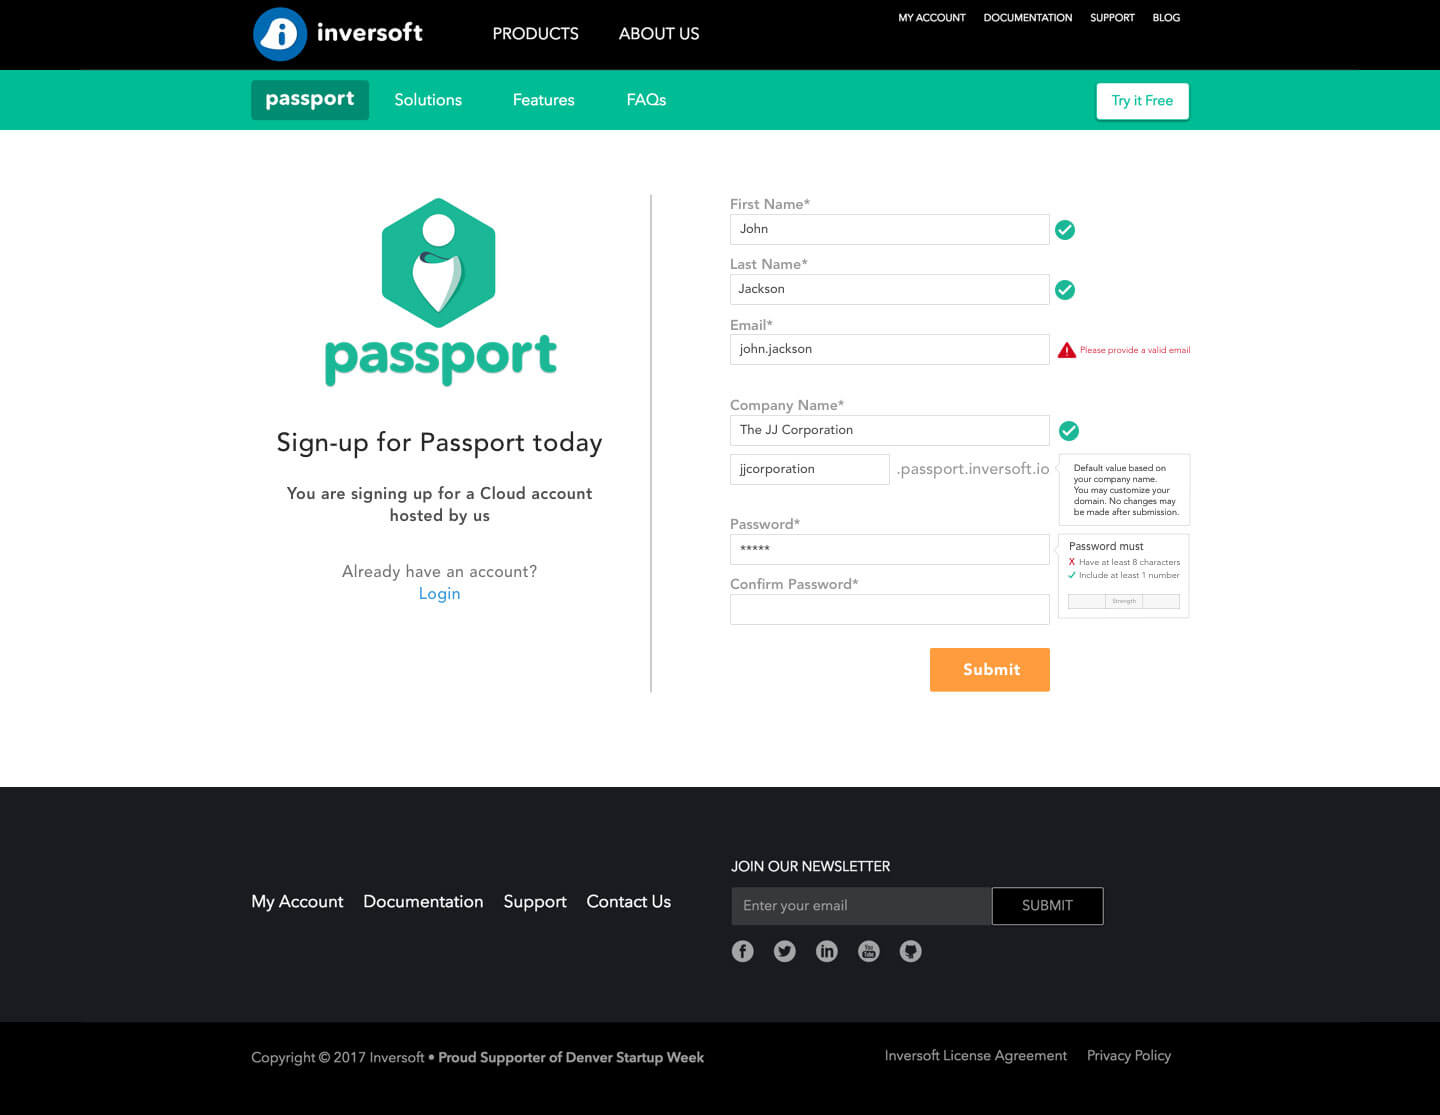 inversoft
PRODUCTS
ABOUT US
MY ACCOUNT
DOCUMENTATION
SUPPORT
BLOG
passport
Solutions
Features
FAQs
Try it Free
passport
Sign-up for Passport today
You are signing up for a Cloud account
hosted by us
Already have an account?
Login
First Name*
John
Last Name*
Jackson
Email*
john.jackson
Please provide a valid email
Company Name*
The JJ Corporation
jjcorporation
.passport.inversoft.io
Default value based on
your company name.
You may customize your
domain. No changes may
be made after submission.
Password*
*****
Password must
X Have at least 8 characters
Include at least 1 number
Strength
Confirm Password*
Submit
My Account
Documentation
Support
Contact Us
JOIN OUR NEWSLETTER
Enter your email
SUBMIT
You
Tube
Copyright © 2017 Inversoft • Proud Supporter of Denver Startup Week
Inversoft License Agreement
Privacy Policy